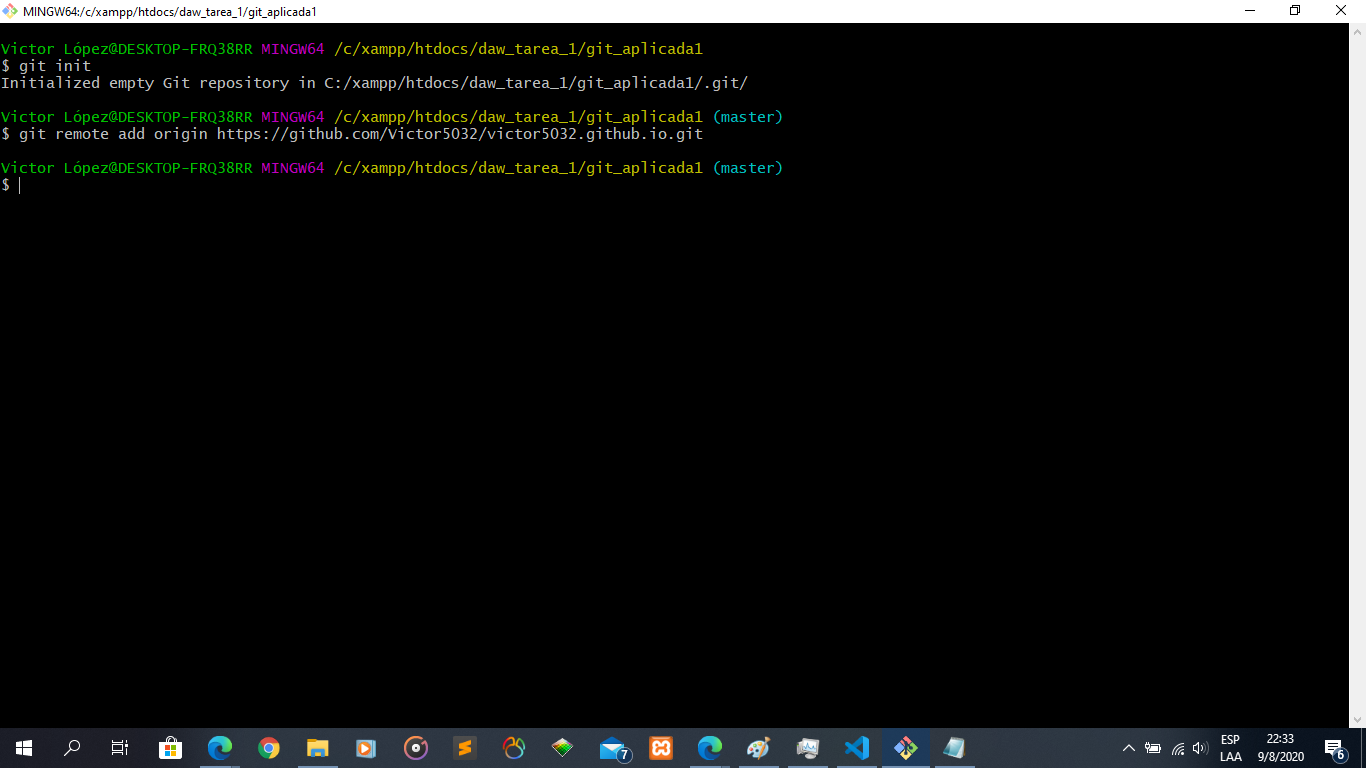 MINGW64:/c/xampp/htdocs/daw_tarea_1/git_aplicada1
Victor López@DESKTOP-FRQ38RR MINGW64 /c/xampp/htdocs/daw_tarea_1/git_aplicada1
$ git init
Initialized empty Git repository in C:/xampp/htdocs/daw_tarea_1/git_aplicada1/.git/
Victor López@DESKTOP-FRQ38RR MINGW64 /c/xampp/htdocs/daw_tarea_1/git_aplicada1 (master)
$ git remote add origin https://github.com/Victor5032/victor5032.github.io.git
Victor López@DESKTOP-FRQ38RR MINGW64 /c/xampp/htdocs/daw_tarea_1/git_aplicada1 (master)
$
7
ESP
LAA
22:33
9/8/2020
6